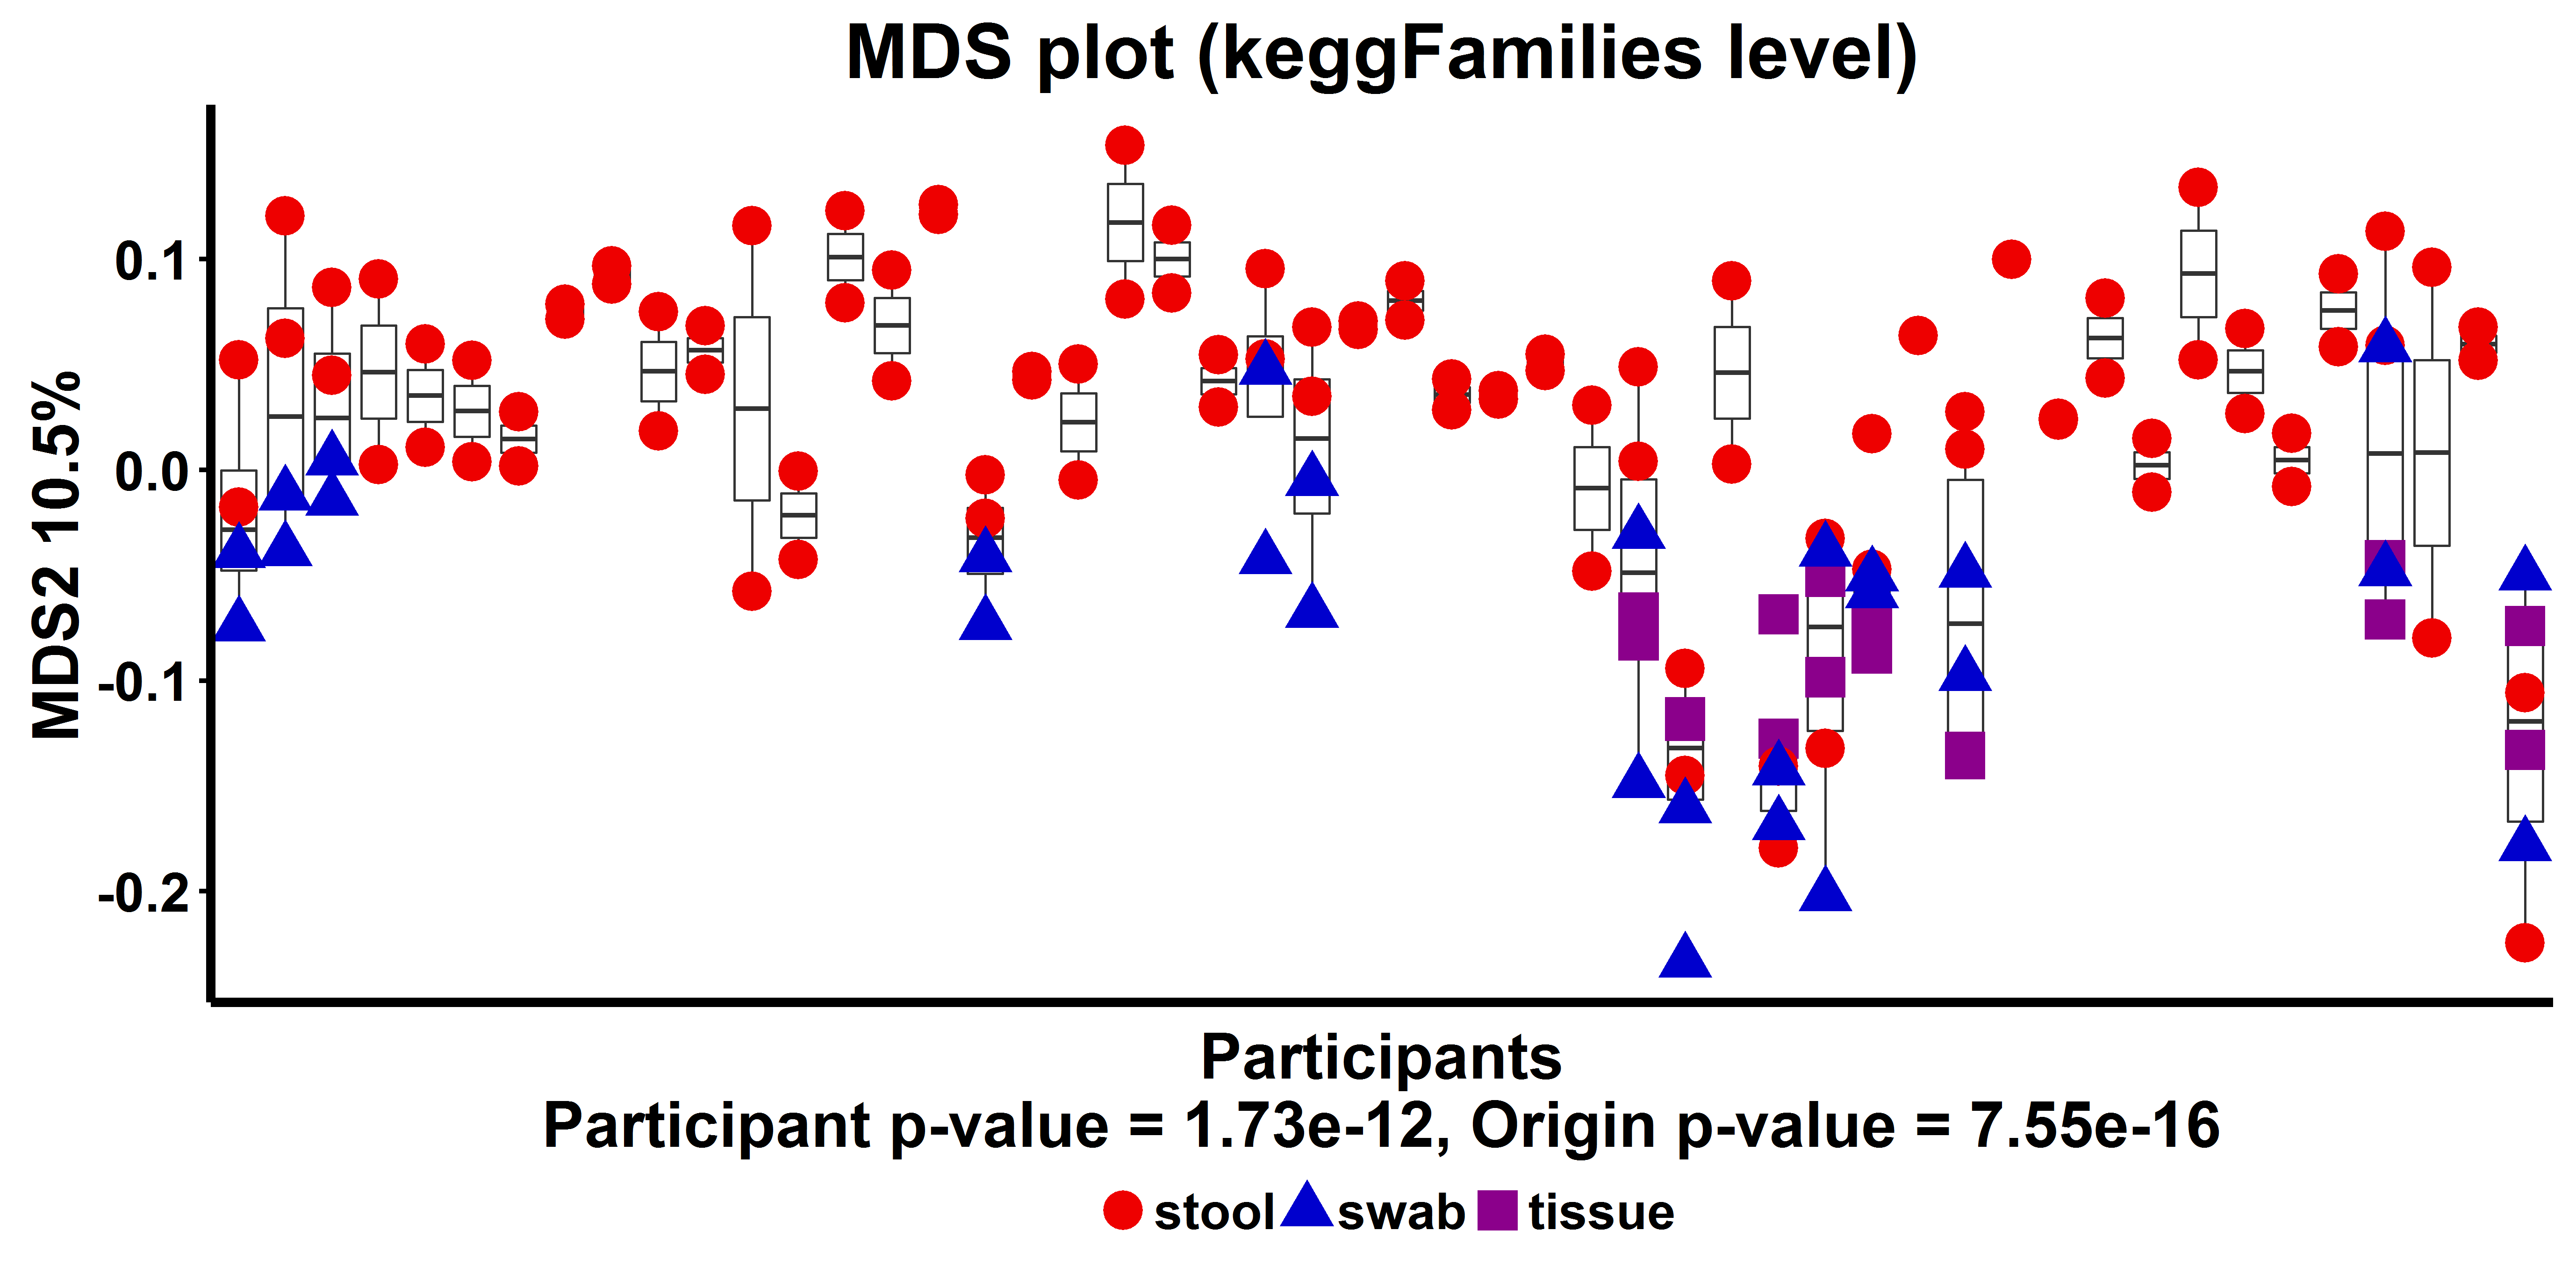 MDS plot (keggFamilies level)
MDS2 10.5%
0.1
0.0
-0.1
-0.2
Participants
Participant p-value = 1.73e-12, Origin p-value = 7.55e-16
stool swab tissue